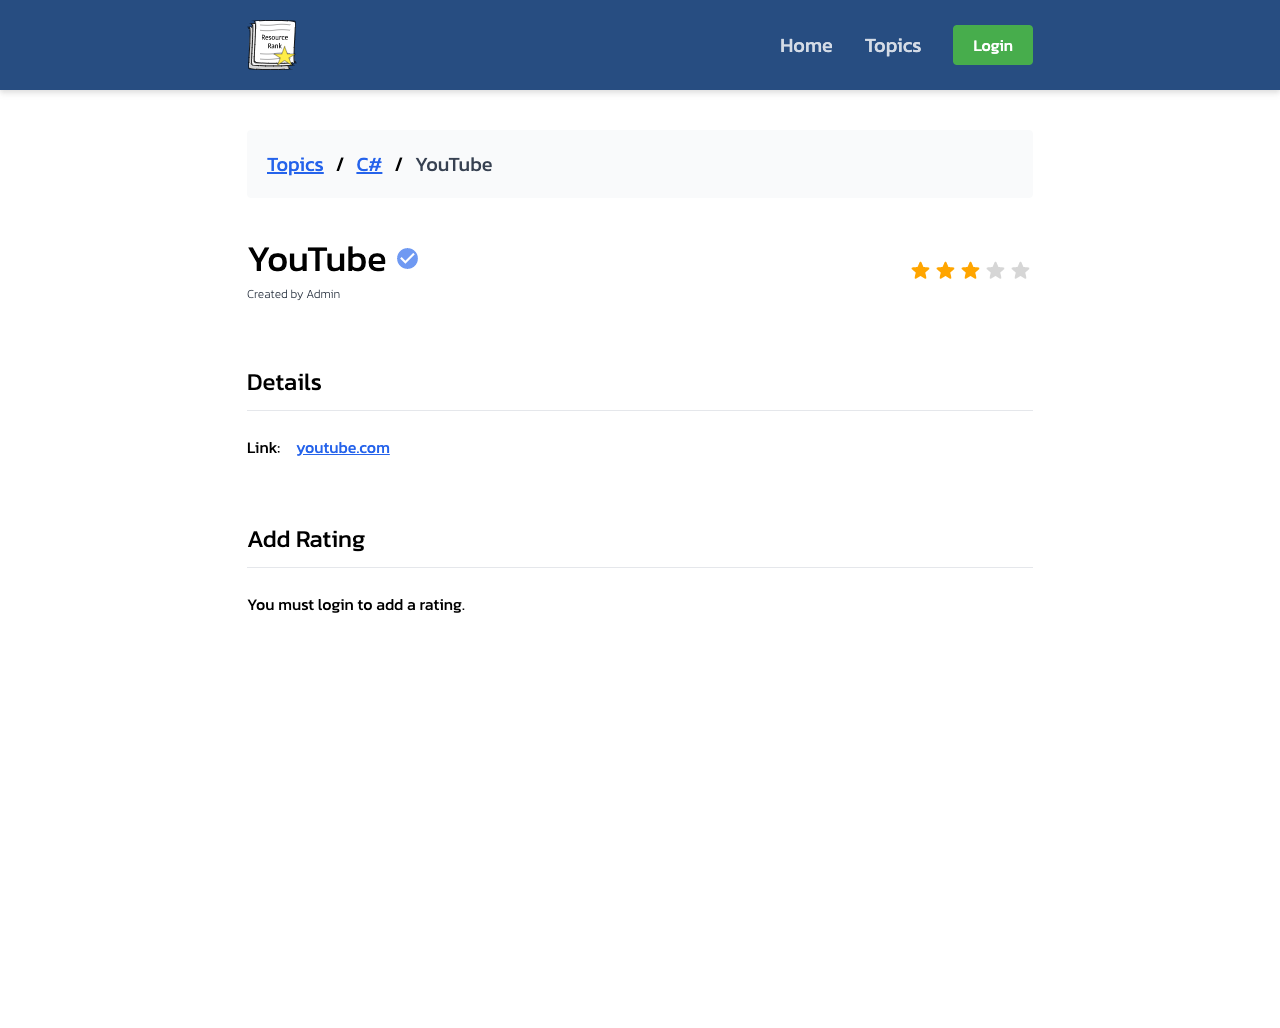 Resource
Rank
Home Topics Login
Topics / C# / YouTube
YouTube
Created by Admin
Details
Link: youtube.com
Add Rating
You must login to add a rating.